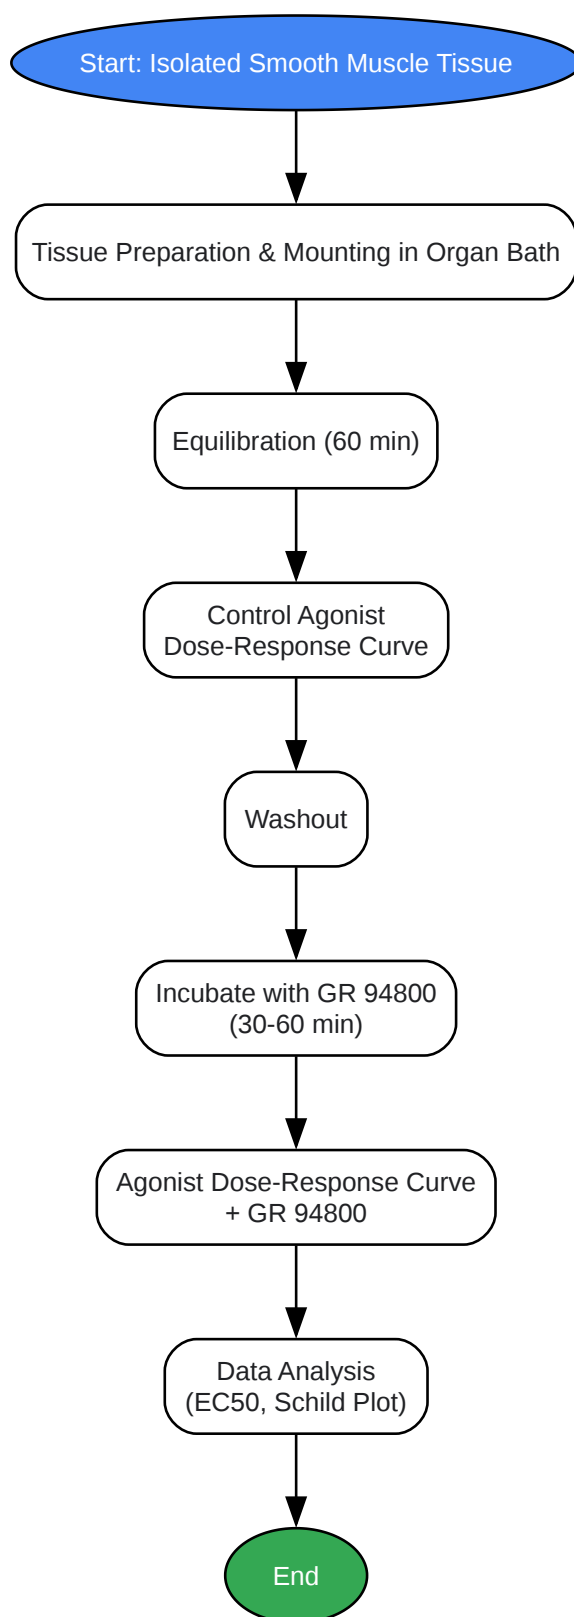 Start: Isolated Smooth Muscle Tissue
Tissue Preparation & Mounting in Organ Bath
Equilibration (60 min)
Control Agonist
Dose-Response Curve
Washout
Incubate with GR 94800
(30-60 min)
Agonist Dose-Response Curve
+ GR 94800
Data Analysis
(EC50, Schild Plot)
End